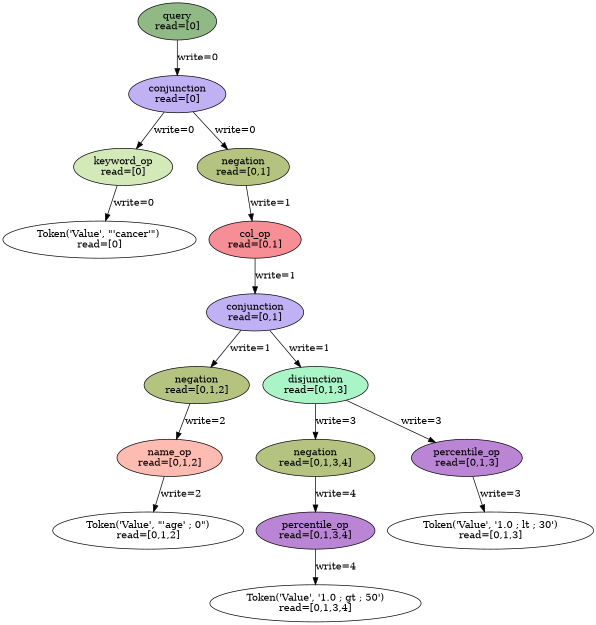 query
read=[0]
write=0
conjunction
read=[0]
write=0
write=0
keyword_op
read=[0]
negation
read=[0,1]
write=0
write=1
Token('Value', "'cancer'")
read=[0]
col_op
read=[0,1]
write=1
conjunction
read=[0,1]
write=1
write=1
negation
read=[0,1,2]
disjunction
read=[0,1,3]
write=2
write=3
write=3
name_op
read=[0,1,2]
negation
read=[0,1,3,4]
percentile_op
read=[0,1,3]
write=2
write=4
write=3
Token('Value', "'age' ; 0")
read=[0,1,2]
percentile_op
read=[0,1,3,4]
Token('Value', '1.0 ; lt ; 30')
read=[0,1,3]
write=4
Token('Value', '1.0 ; gt ; 50')
read=[0,1,3,4]